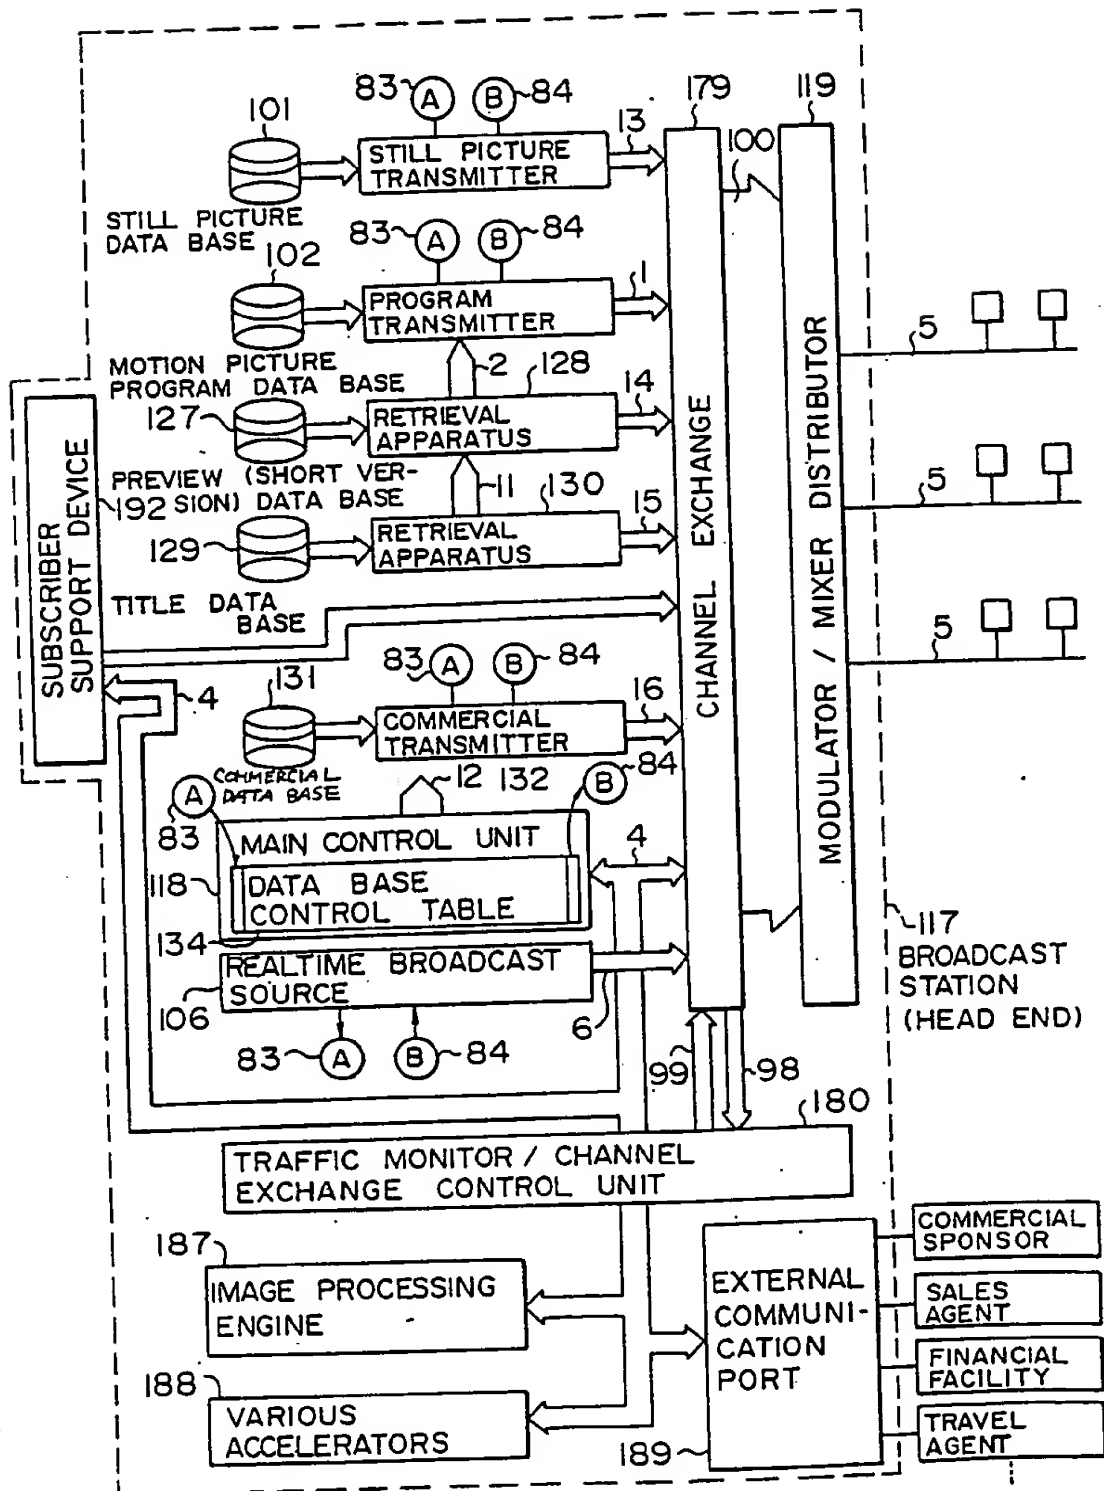 83 A B 84
179
119
101
13
100
STILL PICTURE
TRANSMITTER
STILL PICTURE
DATA BASE
83 A B 84
102
1
PROGRAM
TRANSMITTER
MOTION PICTURE
PROGRAM DATA BASE
2
128
14
127
RETRIEVAL
APPARATUS
5
PREVIEW (SHORT VER-
SION) DATA BASE
192
11
130
15
129
RETRIEVAL
APPARATUS
5
TITLE DATA
BASE
SUBSCRIBER
SUPPORT DEVICE
CHANNEL EXCHANGE
MODULATOR / MIXER DISTRIBUTOR
5
4
83 A B 84
131
16
COMMERCIAL
TRANSMITTER
COMMERCIAL
DATA BASE
12
132
B 84
A
83
MAIN CONTROL UNIT
4
118
DATA BASE
CONTROL TABLE
134
117
BROADCAST
STATION
(HEAD END)
REALTIME BROADCAST
SOURCE
106
6
83 A B 84
99
98
180
TRAFFIC MONITOR / CHANNEL
EXCHANGE CONTROL UNIT
187
IMAGE PROCESSING
ENGINE
188
VARIOUS
ACCELERATORS
EXTERNAL
COMMUNI-
CATION
PORT
189
COMMERCIAL
SPONSOR
SALES
AGENT
FINANCIAL
FACILITY
TRAVEL
AGENT